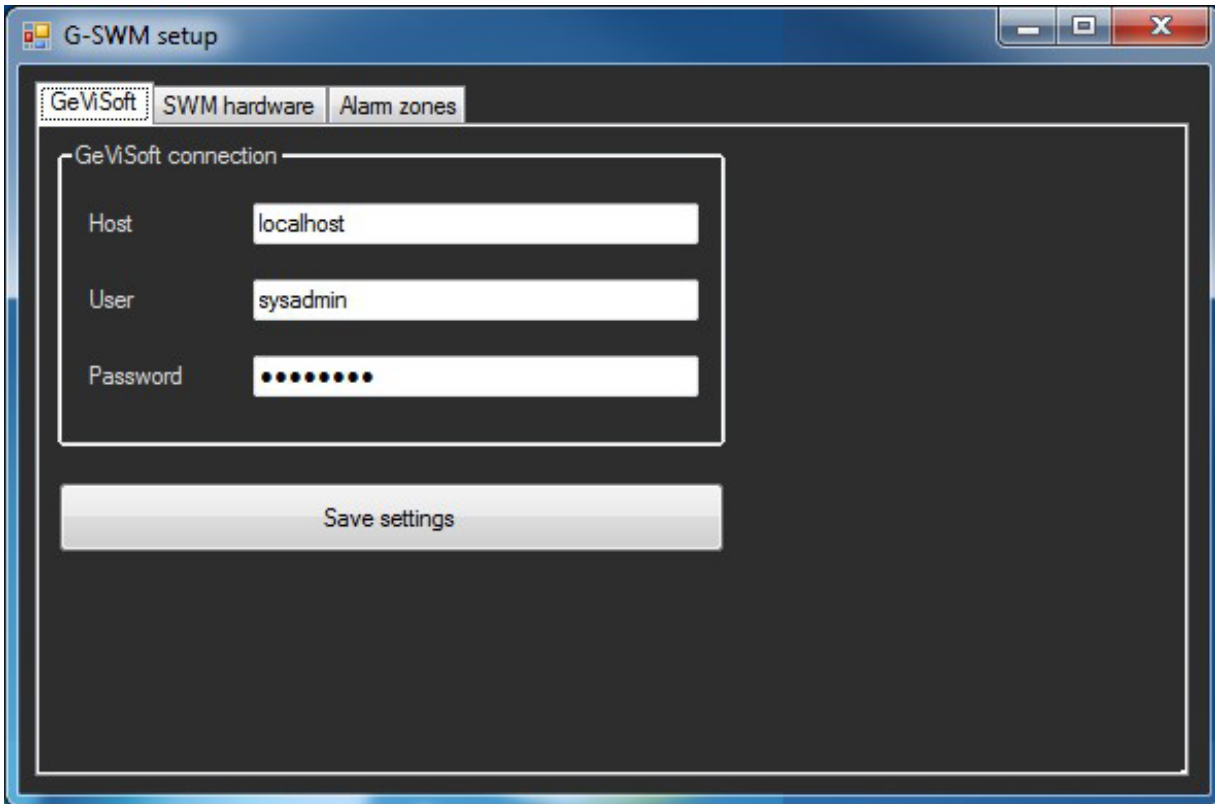 G-SWM setup
GeViSoft SWM hardware Alarm zones
GeViSoft connection
Host localhost
User sysadmin
Password ●●●●●●●●
Save settings